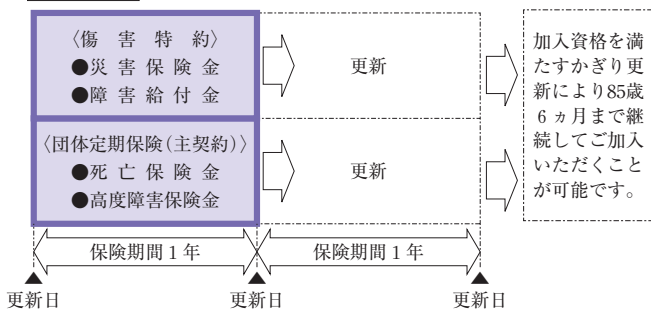 〈傷害特約〉
●災害保険金
●障害給付金
更新
加入資格を満
たすかぎり更
新により85歳
6ヵ月まで継
続してご加入
いただくこと
が可能です。
〈団体定期保険(主契約)〉
●死亡保険金
●高度障害保険金
更新
保険期間1年
保険期間1年
更新日
更新日
更新日